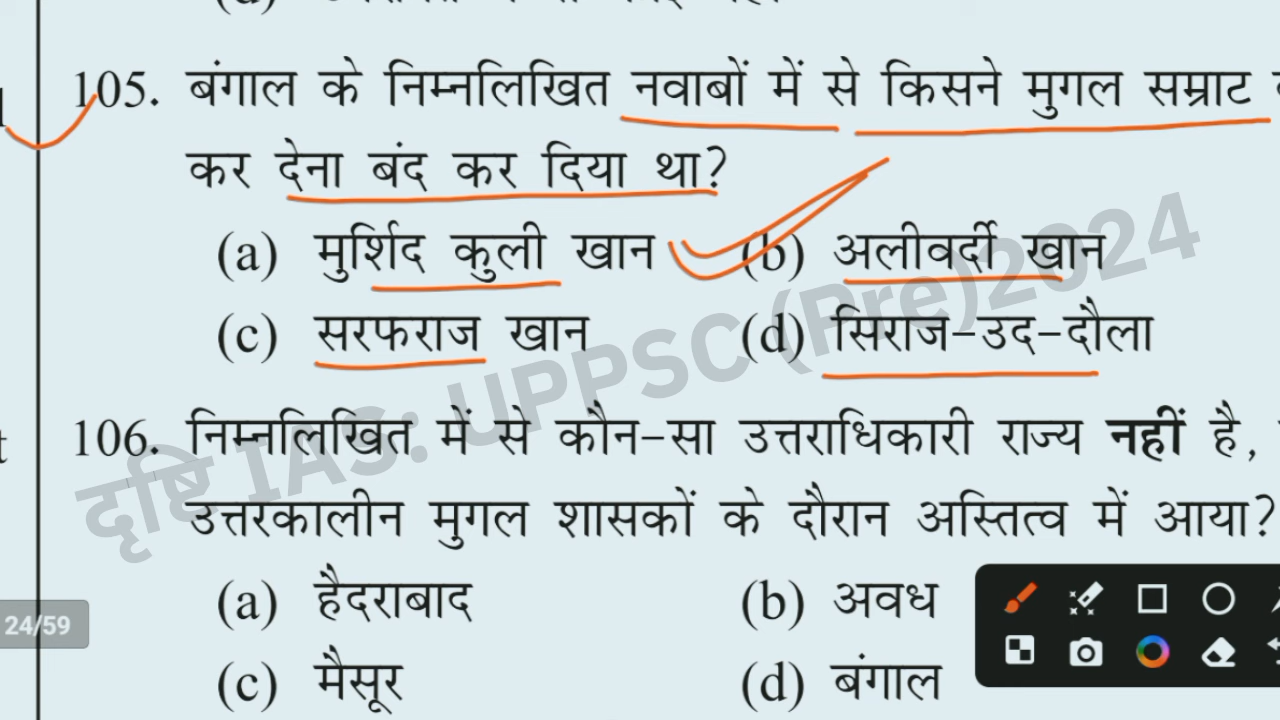 105. बंगाल के निम्नलिखित नवाबों में से किसने मुगल सम्राट
कर देना बंद कर दिया था?
(a) मुर्शिद कुली खान (b) अलीवर्दी खान
(c) सरफराज खान (d) सिराज-उद-दौला
106. निम्नलिखित में से कौन-सा उत्तराधिकारी राज्य नहीं है,
उत्तरकालीन मुगल शासकों के दौरान अस्तित्व में आया?
(a) हैदराबाद (b) अवध
(c) मैसूर (d) बंगाल
दृष्टि IAS: UPPSC (Pre) 2024
24/59